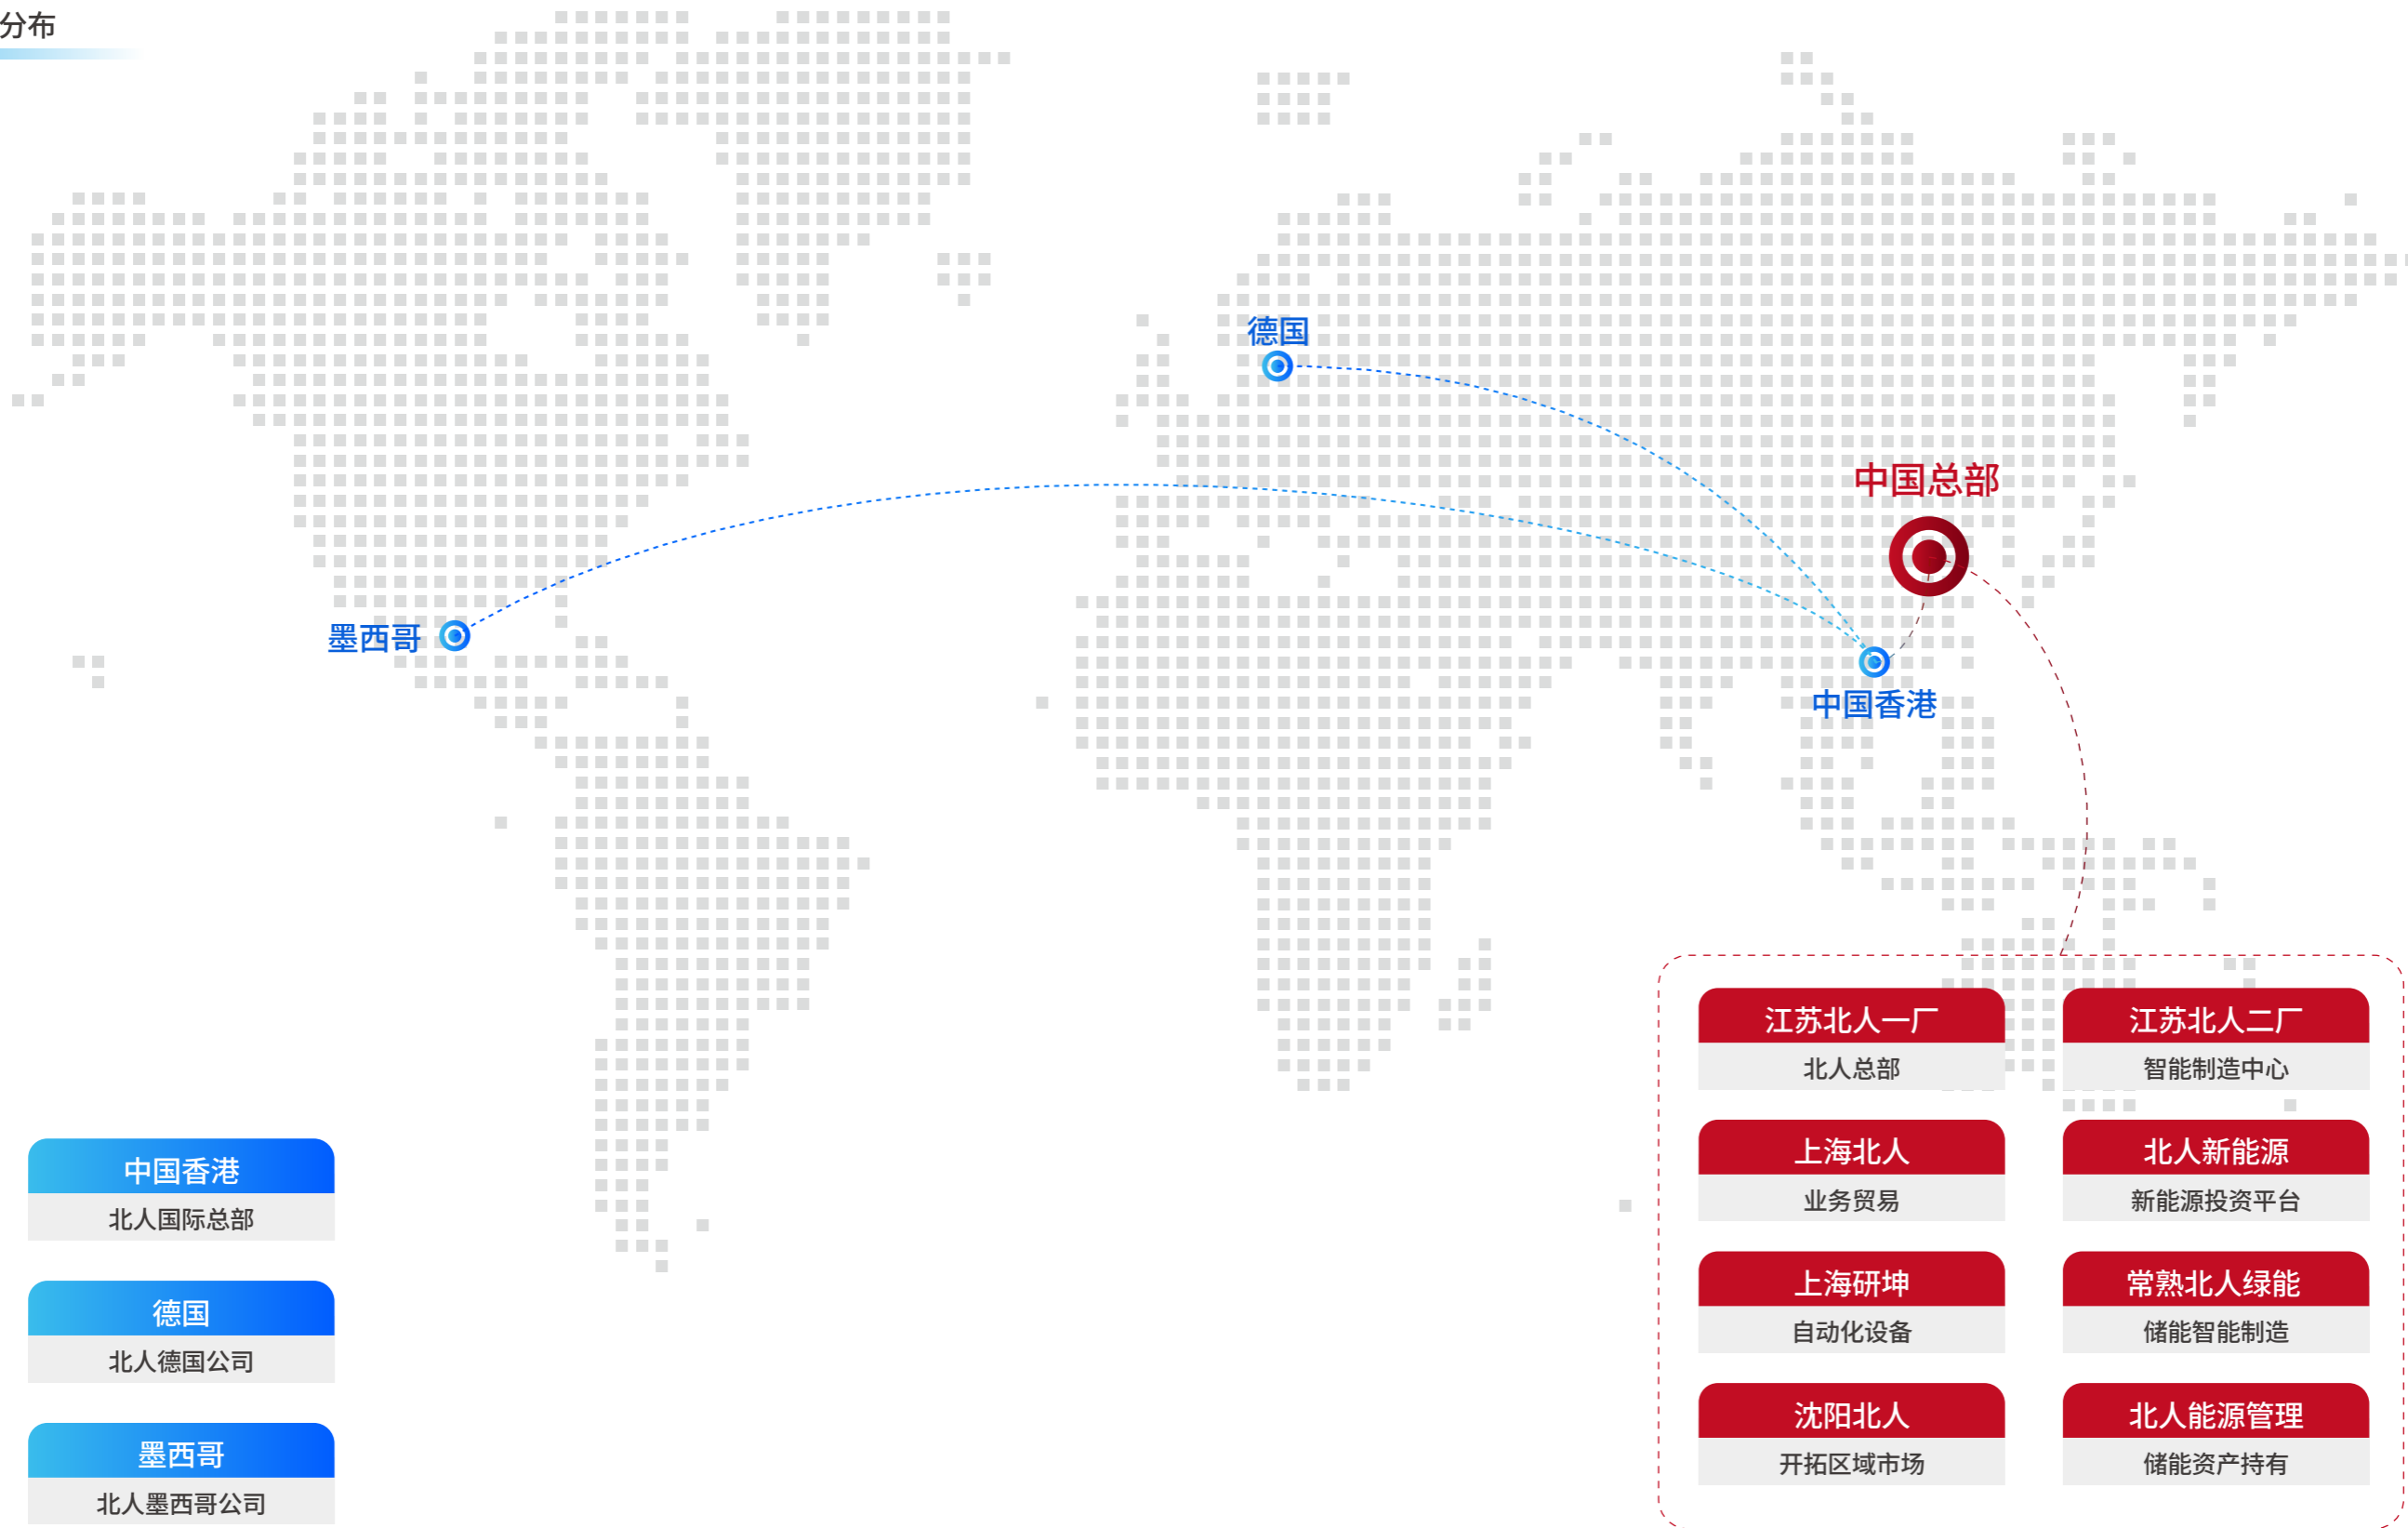 分布
德国
中国总部
墨西哥
中国香港
江苏北人一厂
北人总部
江苏北人二厂
智能制造中心
上海北人
业务贸易
北人新能源
新能源投资平台
上海研坤
自动化设备
常熟北人绿能
储能智能制造
沈阳北人
开拓区域市场
北人能源管理
储能资产持有
中国香港
北人国际总部
德国
北人德国公司
墨西哥
北人墨西哥公司